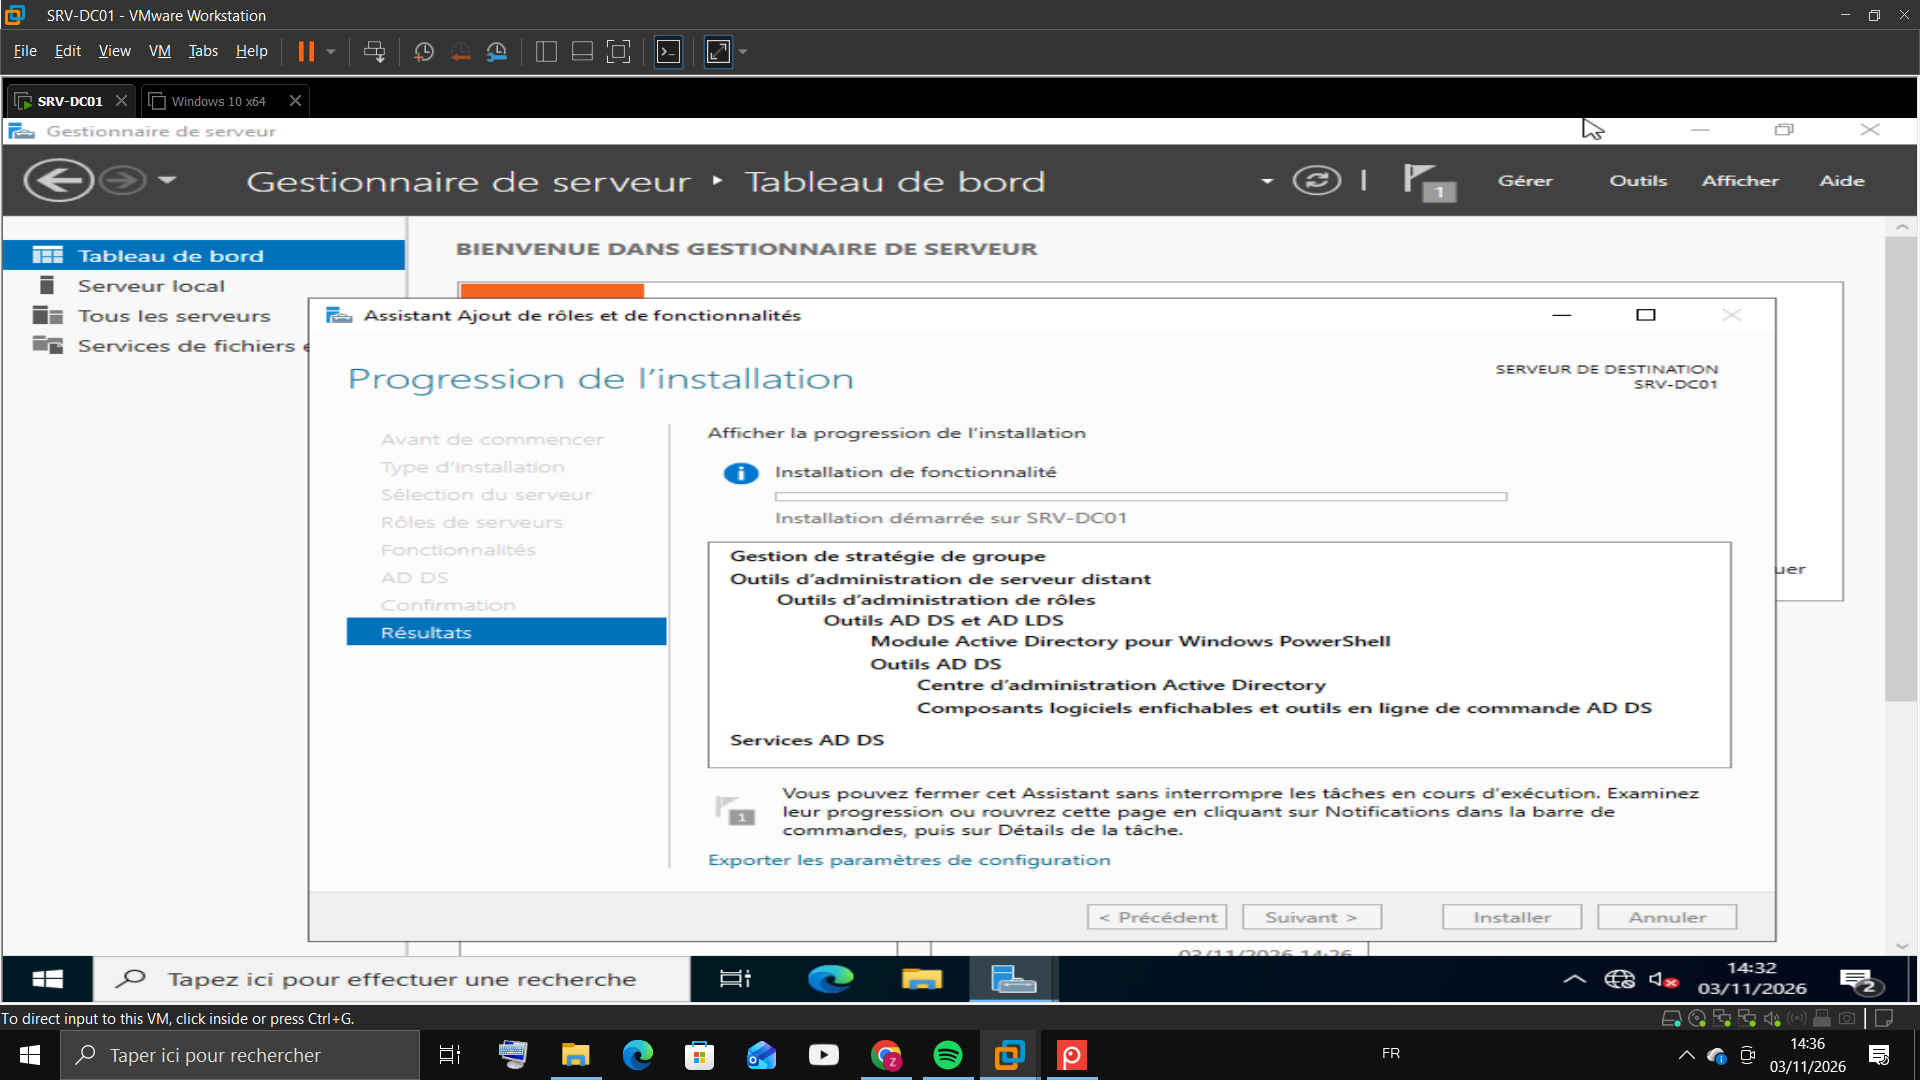 SRV-DC01 - VMware Workstation
File Edit View VM Tabs Help
SRV-DC01
Windows 10 x64
Gestionnaire de serveur
Gestionnaire de serveur ‣ Tableau de bord
1
Gérer Outils Afficher Aide
Tableau de bord
Serveur local
Tous les serveurs
Services de fichiers
BIENVENUE DANS GESTIONNAIRE DE SERVEUR
Assistant Ajout de rôles et de fonctionnalités
Progression de l'installation
SERVEUR DE DESTINATION
SRV-DC01
Avant de commencer
Type d'installation
Sélection du serveur
Rôles de serveurs
Fonctionnalités
AD DS
Confirmation
Résultats
Afficher la progression de l'installation
Installation de fonctionnalité
Installation démarrée sur SRV-DC01
Gestion de stratégie de groupe
Outils d'administration de serveur distant
Outils d'administration de rôles
Outils AD DS et AD LDS
Module Active Directory pour Windows PowerShell
Outils AD DS
Centre d'administration Active Directory
Composants logiciels enfichables et outils en ligne de commande AD DS
Services AD DS
1
Vous pouvez fermer cet Assistant sans interrompre les tâches en cours d'exécution. Examinez
leur progression ou rouvrez cette page en cliquant sur Notifications dans la barre de
commandes, puis sur Détails de la tâche.
Exporter les paramètres de configuration
uer
< Précédent Suivant > Installer Annuler
03/11/2026 14:26
Tapez ici pour effectuer une recherche
14:32
03/11/2026
2
To direct input to this VM, click inside or press Ctrl+G.
Taper ici pour rechercher
FR
14:36
03/11/2026